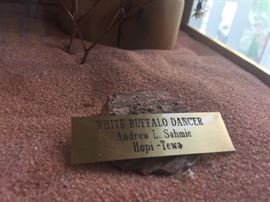 WHITE BUFFALO DANCER
Andrew L. Sahmie
Hopi -Tewa